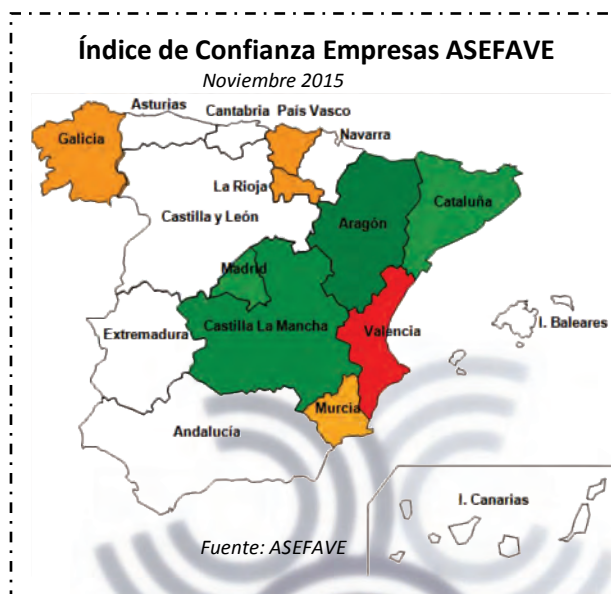 Índice de Confianza Empresas ASEFAVE
Noviembre 2015
Asturias
Cantabria
País Vasco
Navarra
Galicia
La Rioja
Castilla y León
Aragón
Cataluña
Madrid
Castilla La Mancha
Valencia
I. Baleares
Extremadura
Murcia
Andalucía
I. Canarias
Fuente: ASEFAVE